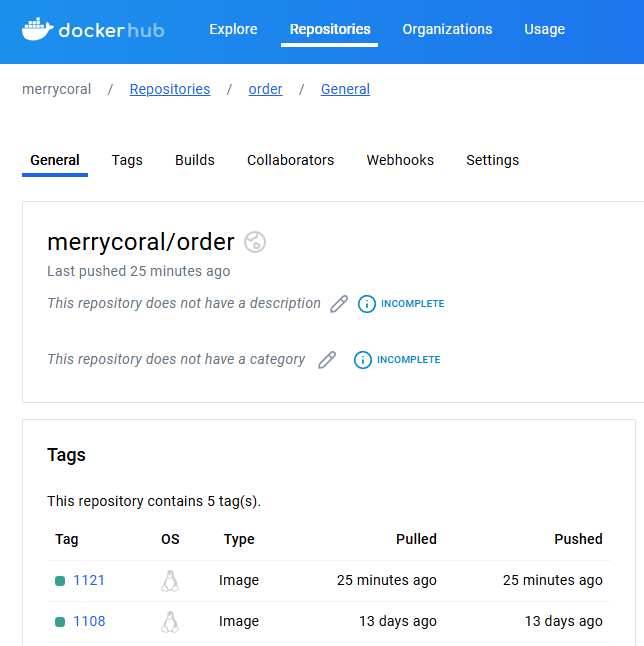 dockerhub Explore Repositories Organizations Usage
merrycoral / Repositories / order / General
General Tags Builds Collaborators Webhooks Settings
merrycoral/order
Last pushed 25 minutes ago
This repository does not have a description INCOMPLETE
This repository does not have a category INCOMPLETE
Tags
This repository contains 5 tag(s).
Tag OS Type Pulled Pushed
1121 Image 25 minutes ago 25 minutes ago
1108 Image 13 days ago 13 days ago